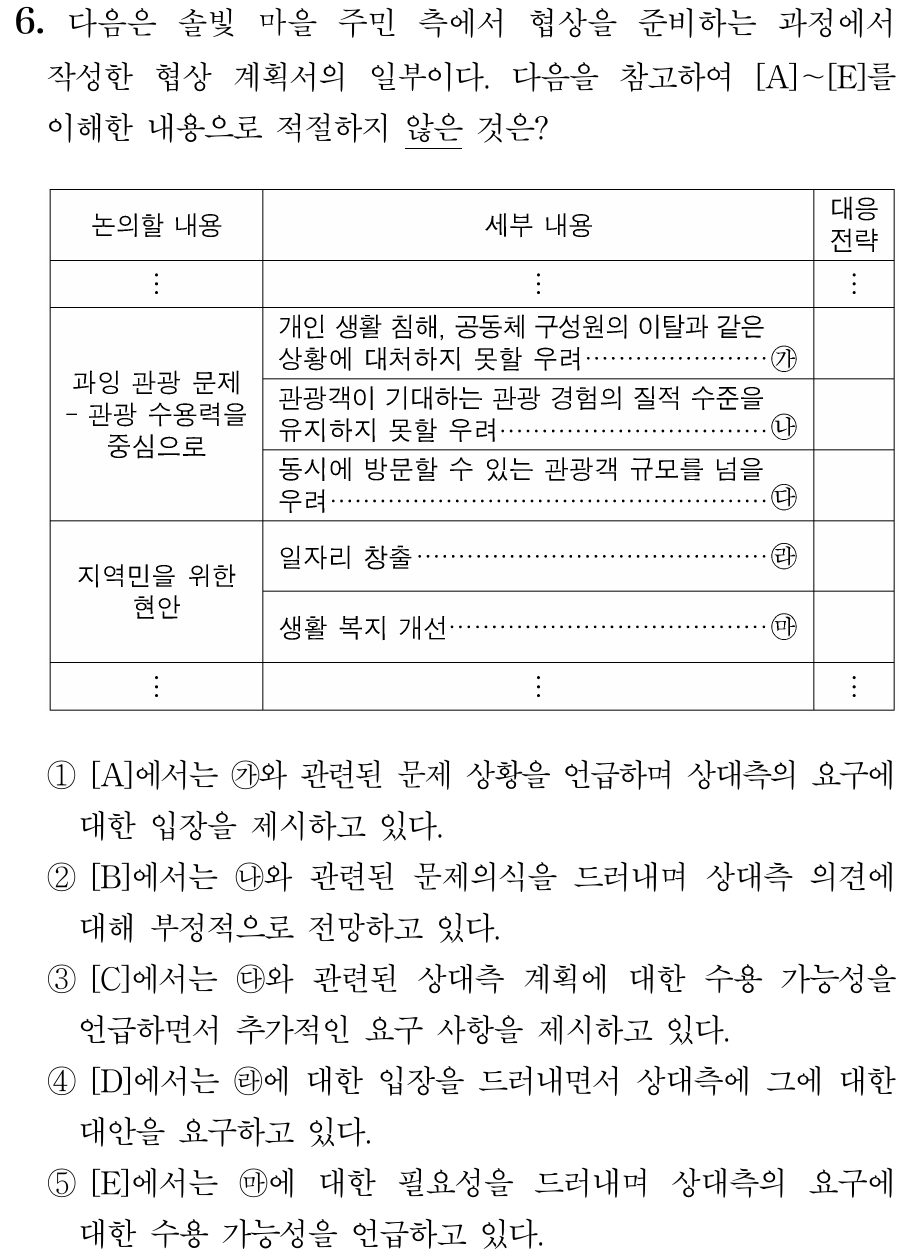 6. 다음은 솔빛 마을 주민 측에서 협상을 준비하는 과정에서
작성한 협상 계획서의 일부이다. 다음을 참고하여 [A]~[E]를
이해한 내용으로 적절하지 않은 것은?
논의할 내용 세부 내용 대응
전략
⋮ ⋮ ⋮
과잉 관광 문제
- 관광 수용력을
중심으로
개인 생활 침해, 공동체 구성원의 이탈과 같은
상황에 대처하지 못할 우려 ·························· ㉮
관광객이 기대하는 관광 경험의 질적 수준을
유지하지 못할 우려 ·························· ㉯
동시에 방문할 수 있는 관광객 규모를 넘을
우려 ·························· ㉰
지역민을 위한
현안
일자리 창출 ·························· ㉱
생활 복지 개선 ·························· ㉲
⋮ ⋮ ⋮
① [A]에서는 ㉮와 관련된 문제 상황을 언급하며 상대측의 요구에
대한 입장을 제시하고 있다.
② [B]에서는 ㉯와 관련된 문제의식을 드러내며 상대측 의견에
대해 부정적으로 전망하고 있다.
③ [C]에서는 ㉰와 관련된 상대측 계획에 대한 수용 가능성을
언급하면서 추가적인 요구 사항을 제시하고 있다.
④ [D]에서는 ㉱에 대한 입장을 드러내면서 상대측에 그에 대한
대안을 요구하고 있다.
⑤ [E]에서는 ㉲에 대한 필요성을 드러내며 상대측의 요구에
대한 수용 가능성을 언급하고 있다.